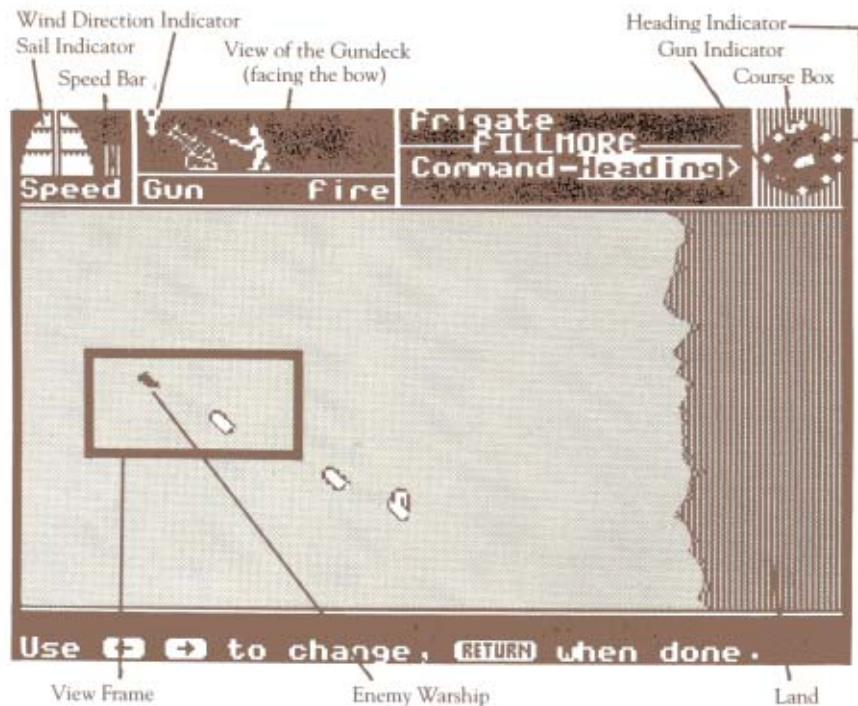 Wind Direction Indicator
Sail Indicator
Speed Bar
View of the Gundeck
(facing the bow)
Heading Indicator
Gun Indicator
Course Box
Speed
Gun Fire
Frigate
FILLMORE
Command-Heading>
Use ← → to change, RETURN when done.
View Frame
Enemy Warship
Land